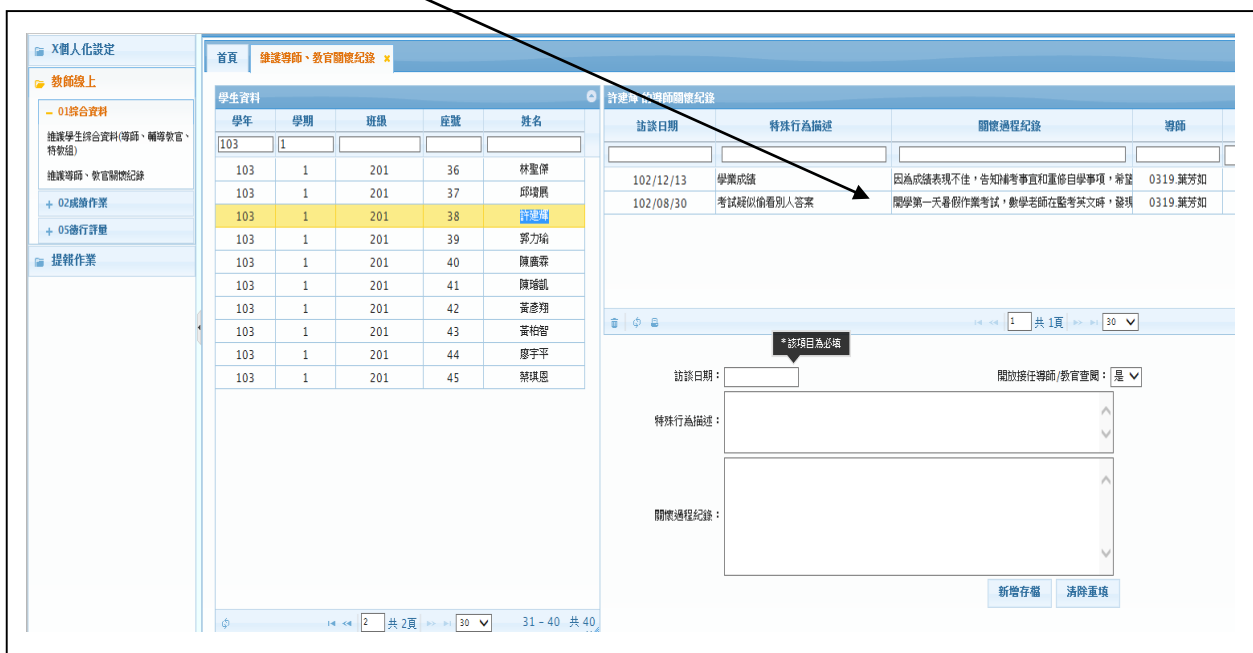 X個人化設定
教師線上
01綜合資料
維護學生綜合資料(導師、輔導教官、
特教組)
維護導師、教官關懷紀錄
02成績作業
05德行評量
提報作業
首頁 維護導師、教官關懷紀錄 ×
學生資料
學年 學期 班級 座號 姓名
103 1
103 1 201 36 林聖傑
103 1 201 37 邱壎展
103 1 201 38 許建煇
103 1 201 39 郭力瑜
103 1 201 40 陳廣霖
103 1 201 41 陳瑨凱
103 1 201 42 黃彥翔
103 1 201 43 黃柏智
103 1 201 44 廖宇平
103 1 201 45 蔡琪恩
2 共 2頁 30 31 - 40 共 40
許建煇 的導師關懷紀錄
訪談日期 特殊行為描述 關懷過程紀錄 導師
102/12/13 學業成績 因為成績表現不佳，告知補考事宜和重修自學事項，希望 0319.葉芳如
102/08/30 考試疑似偷看別人答案 開學第一天暑假作業考試，數學老師在監考英文時，發現 0319.葉芳如
1 共 1頁 30
*該項目為必填
訪談日期： 開放接任導師/教官查閱： 是
特殊行為描述：
關懷過程紀錄：
新增存檔 清除重填